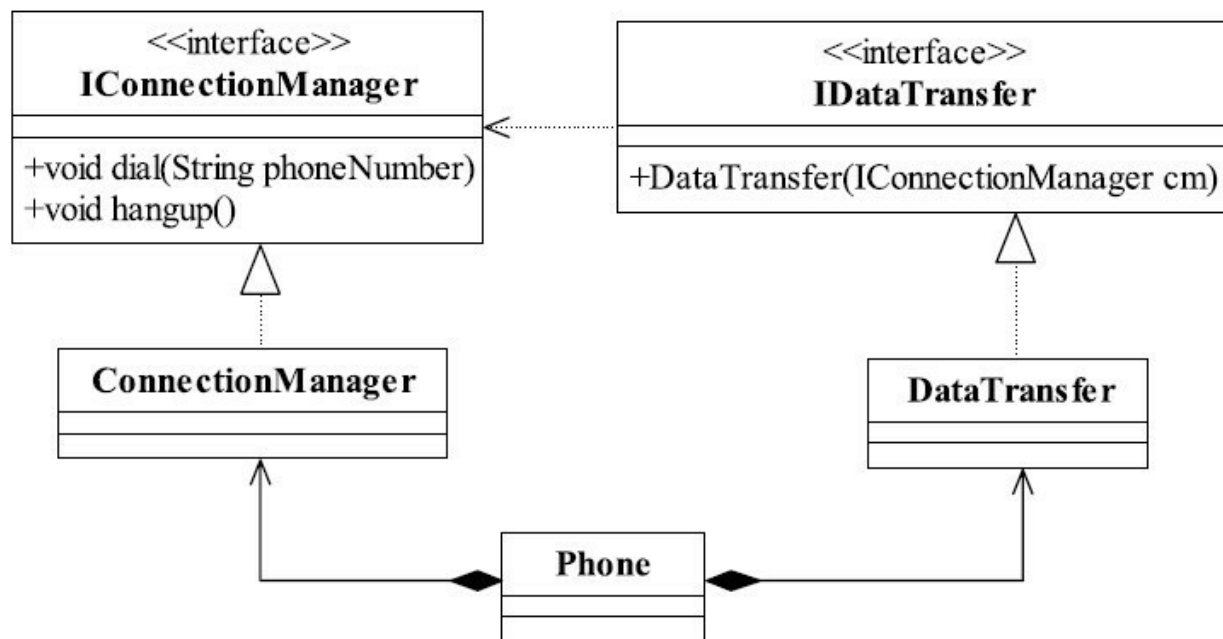 <<interface>>
IConnectionManager
+void dial(String phoneNumber)
+void hangup()
<<interface>>
IDataTransfer
+DataTransfer(IConnectionManager cm)
ConnectionManager
DataTransfer
Phone